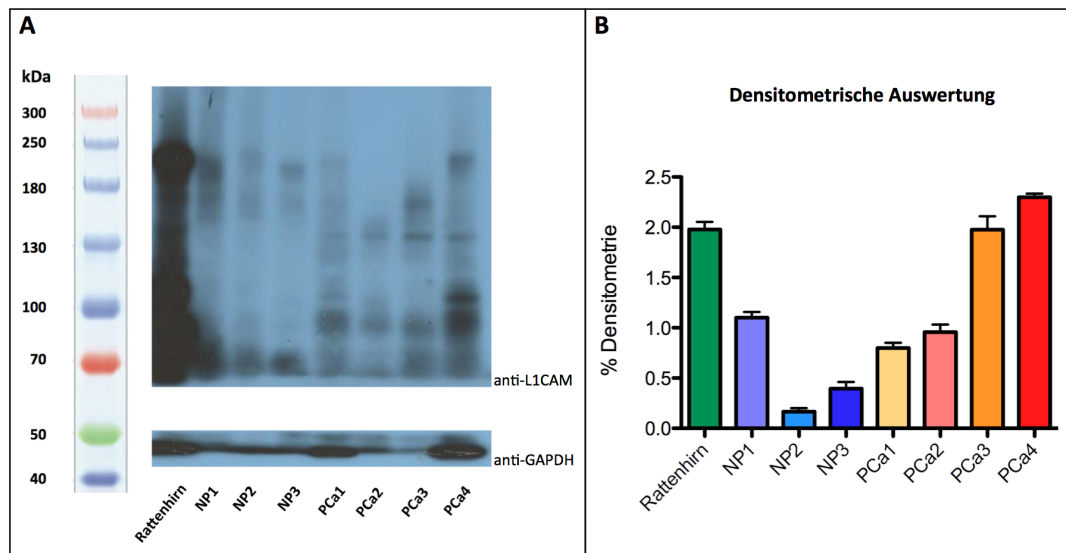 A
kDa
300
250
180
130
100
70
50
40
anti-L1CAM
anti-GAPDH
Rattenhirn
NP1
NP2
NP3
PCa1
PCa2
PCa3
PCa4
B
Densitometrische Auswertung
% Densitometrie
2.5
2.0
1.5
1.0
0.5
0.0
Rattenhirn
NP1
NP2
NP3
PCa1
PCa2
PCa3
PCa4